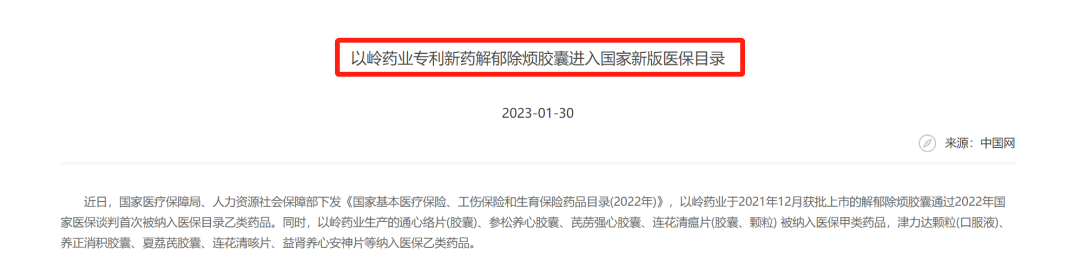 以岭药业专利新药解郁除烦胶囊进入国家新版医保目录
2023-01-30
来源：中国网
近日，国家医疗保障局、人力资源社会保障部下发《国家基本医疗保险、工伤保险和生育保险药品目录(2022年)》，以岭药业于2021年12月获批上市的解郁除烦胶囊通过2022年国
家医保谈判首次被纳入医保目录乙类药品。同时，以岭药业生产的通心络片(胶囊)、参松养心胶囊、芪苈强心胶囊、连花清瘟片(胶囊、颗粒) 被纳入医保甲类药品，津力达颗粒(口服液)、
养正消积胶囊、夏荔芪胶囊、连花清咳片、益肾养心安神片等纳入医保乙类药品。